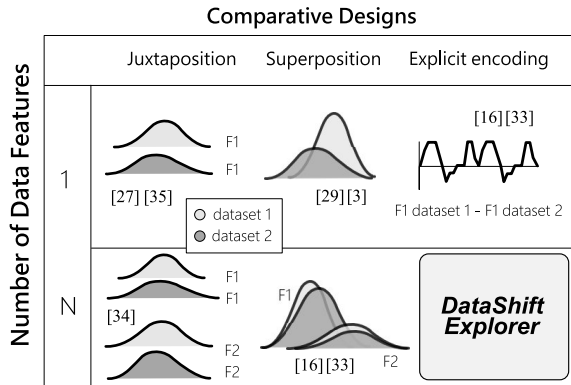 Comparative Designs
Number of Data Features
Juxtaposition
Superposition
Explicit encoding
1
F1
F1
[27] [35]
[29][3]
[16][33]
F1 dataset 1 - F1 dataset 2
dataset 1
dataset 2
N
F1
F1
[34]
F2
F2
F1
[16][33]
F2
DataShift
Explorer